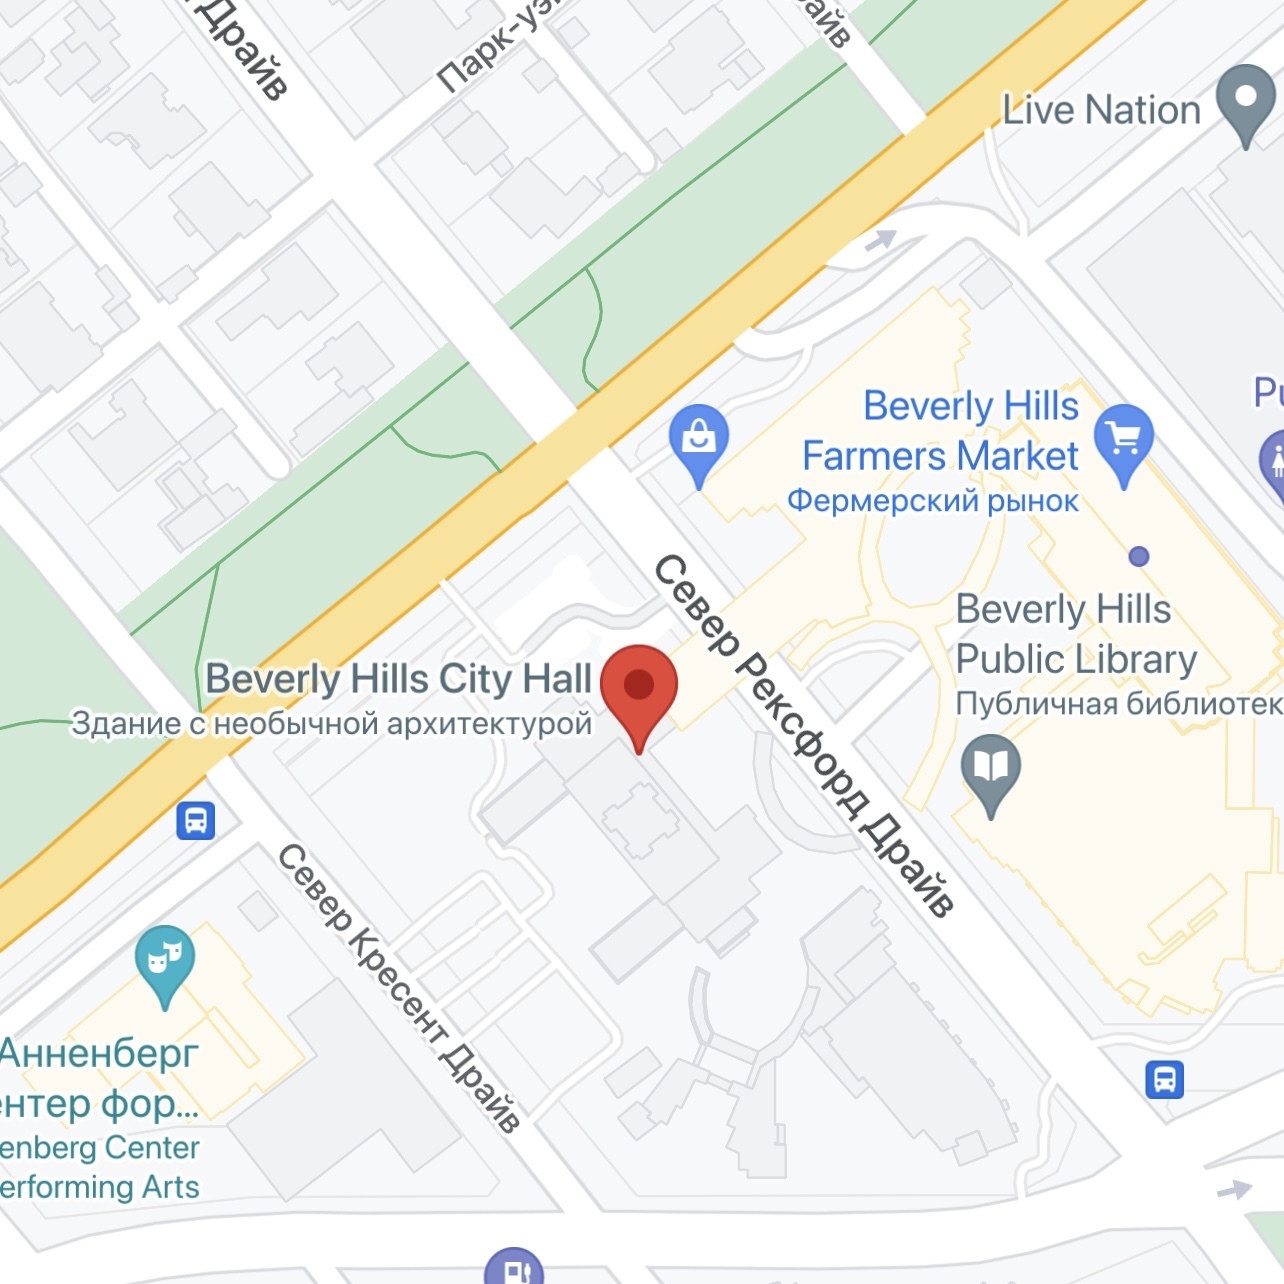 Драйв
Парк-уэ
айв
Live Nation
Beverly Hills
Farmers Market
Фермерский рынок
Pu
Север Рексфорд Драйв
Beverly Hills
Public Library
Публичная библиотек
Beverly Hills City Hall
Здание с необычной архитектурой
Север Кресент Драйв
Анненберг
ентер фор...
enberg Center
erforming Arts